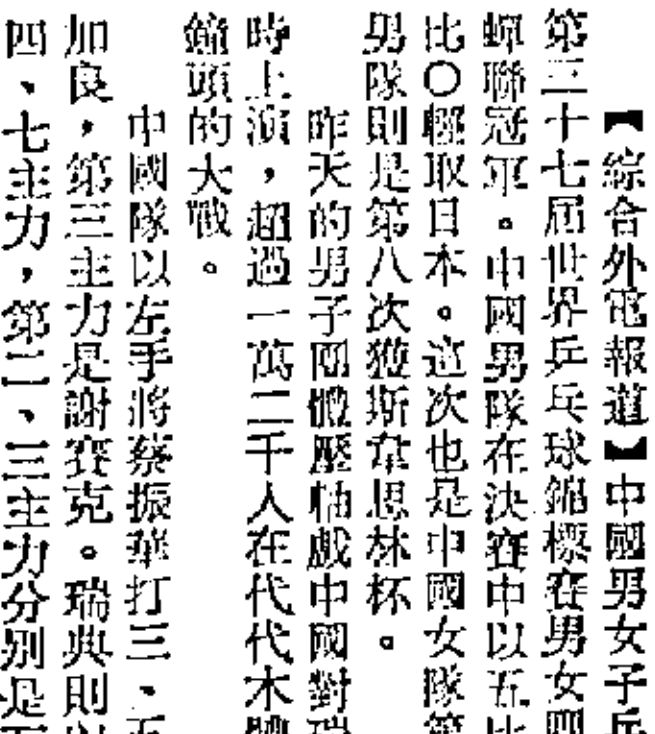 【綜合外電報道】中國男女子乒
第三十七屆世界乒乓球錦標賽男女團
蟬聯冠軍。中國男隊在決賽中以五比
比〇輕取日本。這次也是中國女隊第
男隊則是第八次獲斯韋思林杯。
昨天的男子團體壓軸戲中國對瑞
時上演，超過一萬二千人在代代木體
鐘頭的大戰。
中國隊以左手將蔡振華打三、五
加良，第三主力是謝賽克。瑞典則以
四、七主力，第二、三主力分別是